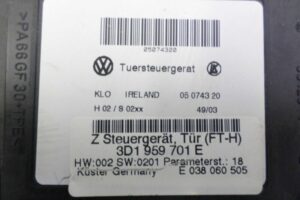 >PA66GF30+TPE<
05074320
Tuersteuergerat
KLO IRELAND 05 0743 20
H 02 / S 02xx 49/03
Z Steuergerät, Tür (FT-H)
3D1 959 701 E
HW:002 SW:0201 Parameterst.: 18
Küster Germany E 038 060 505